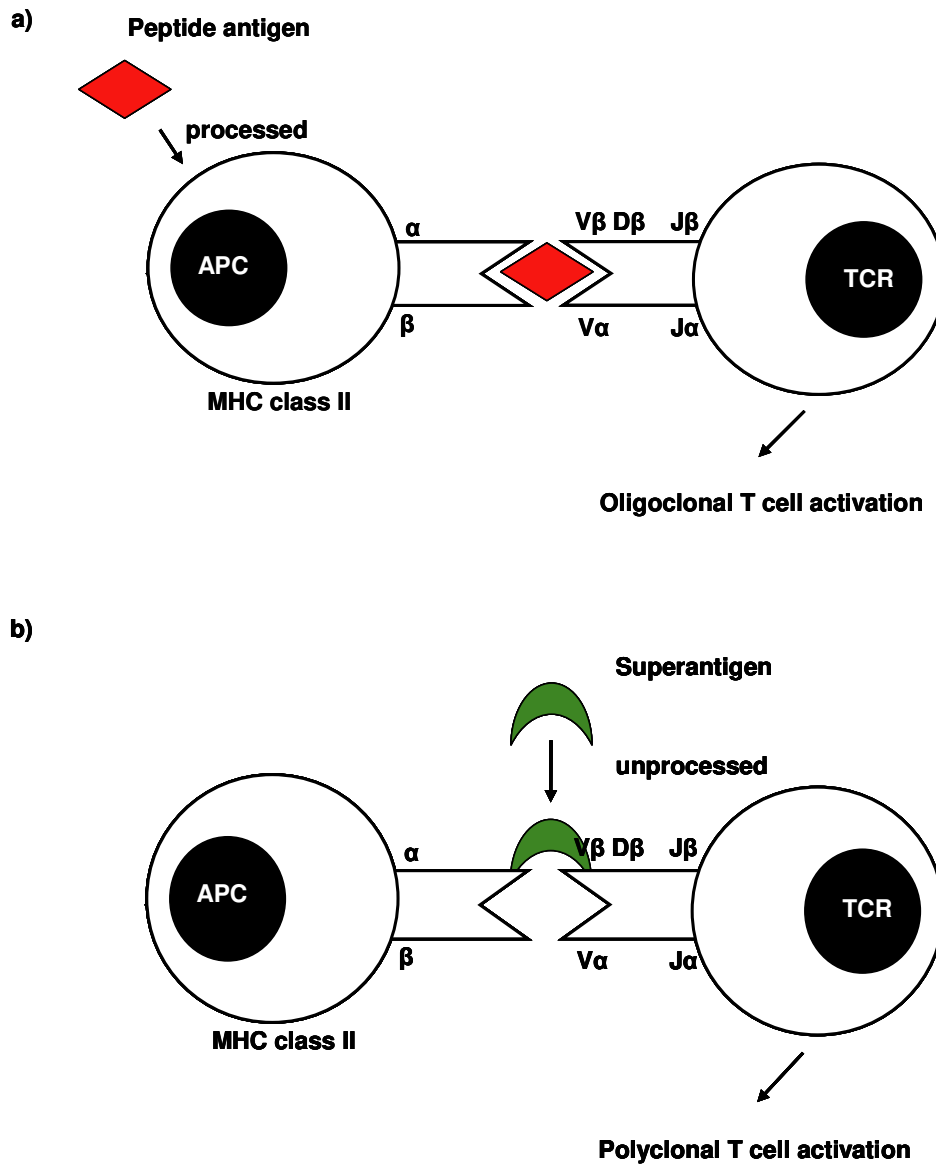 a)
Peptide antigen
processed
α
Vβ Dβ Jβ
APC
TCR
β
Vα Jα
MHC class II
Oligoclonal T cell activation
b)
Superantigen
unprocessed
α
Vβ Dβ Jβ
APC
TCR
β
Vα Jα
MHC class II
Polyclonal T cell activation